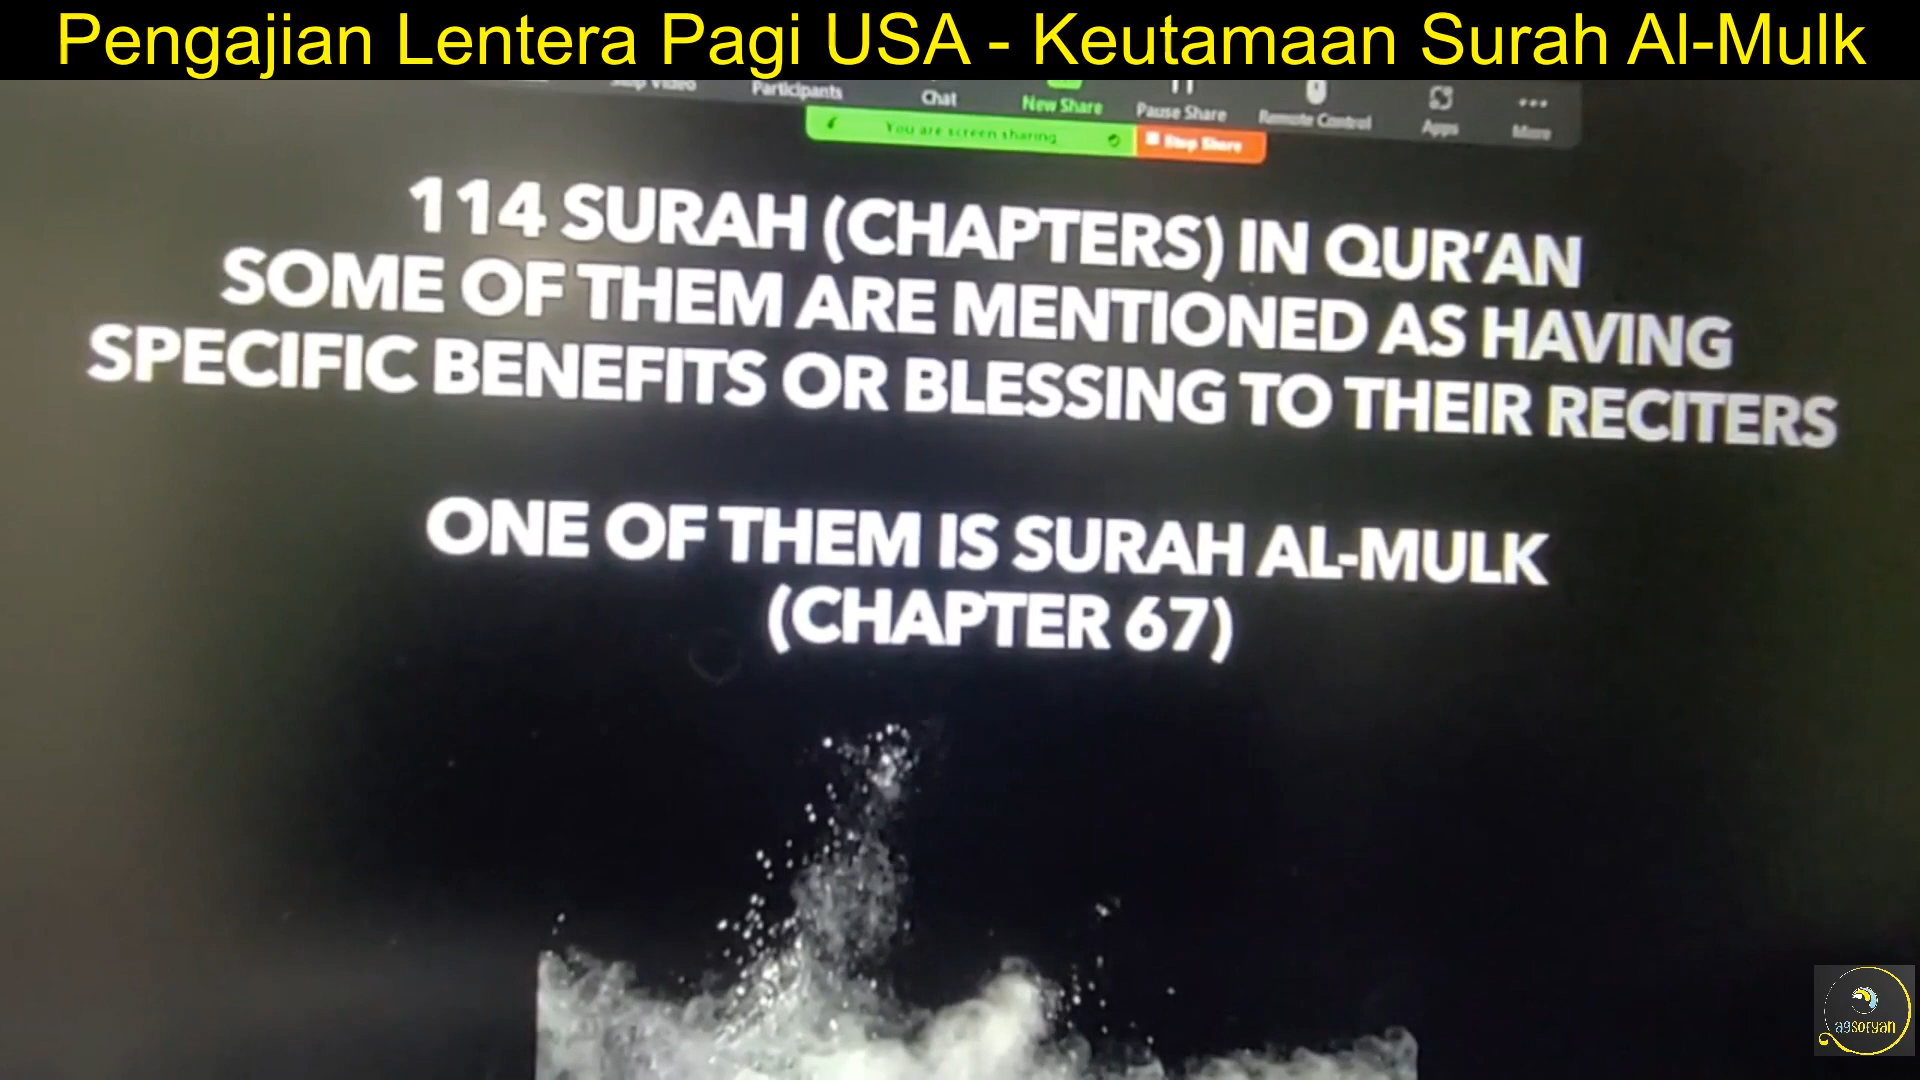 Pengajian Lentera Pagi USA - Keutamaan Surah Al-Mulk
Stop Video
Participants
Chat
New Share
Pause Share
Remote Control
Apps
More
You are screen sharing
Stop Share
114 SURAH (CHAPTERS) IN QUR’AN
SOME OF THEM ARE MENTIONED AS HAVING
SPECIFIC BENEFITS OR BLESSING TO THEIR RECITERS
ONE OF THEM IS SURAH AL-MULK
(CHAPTER 67)
agsoryan